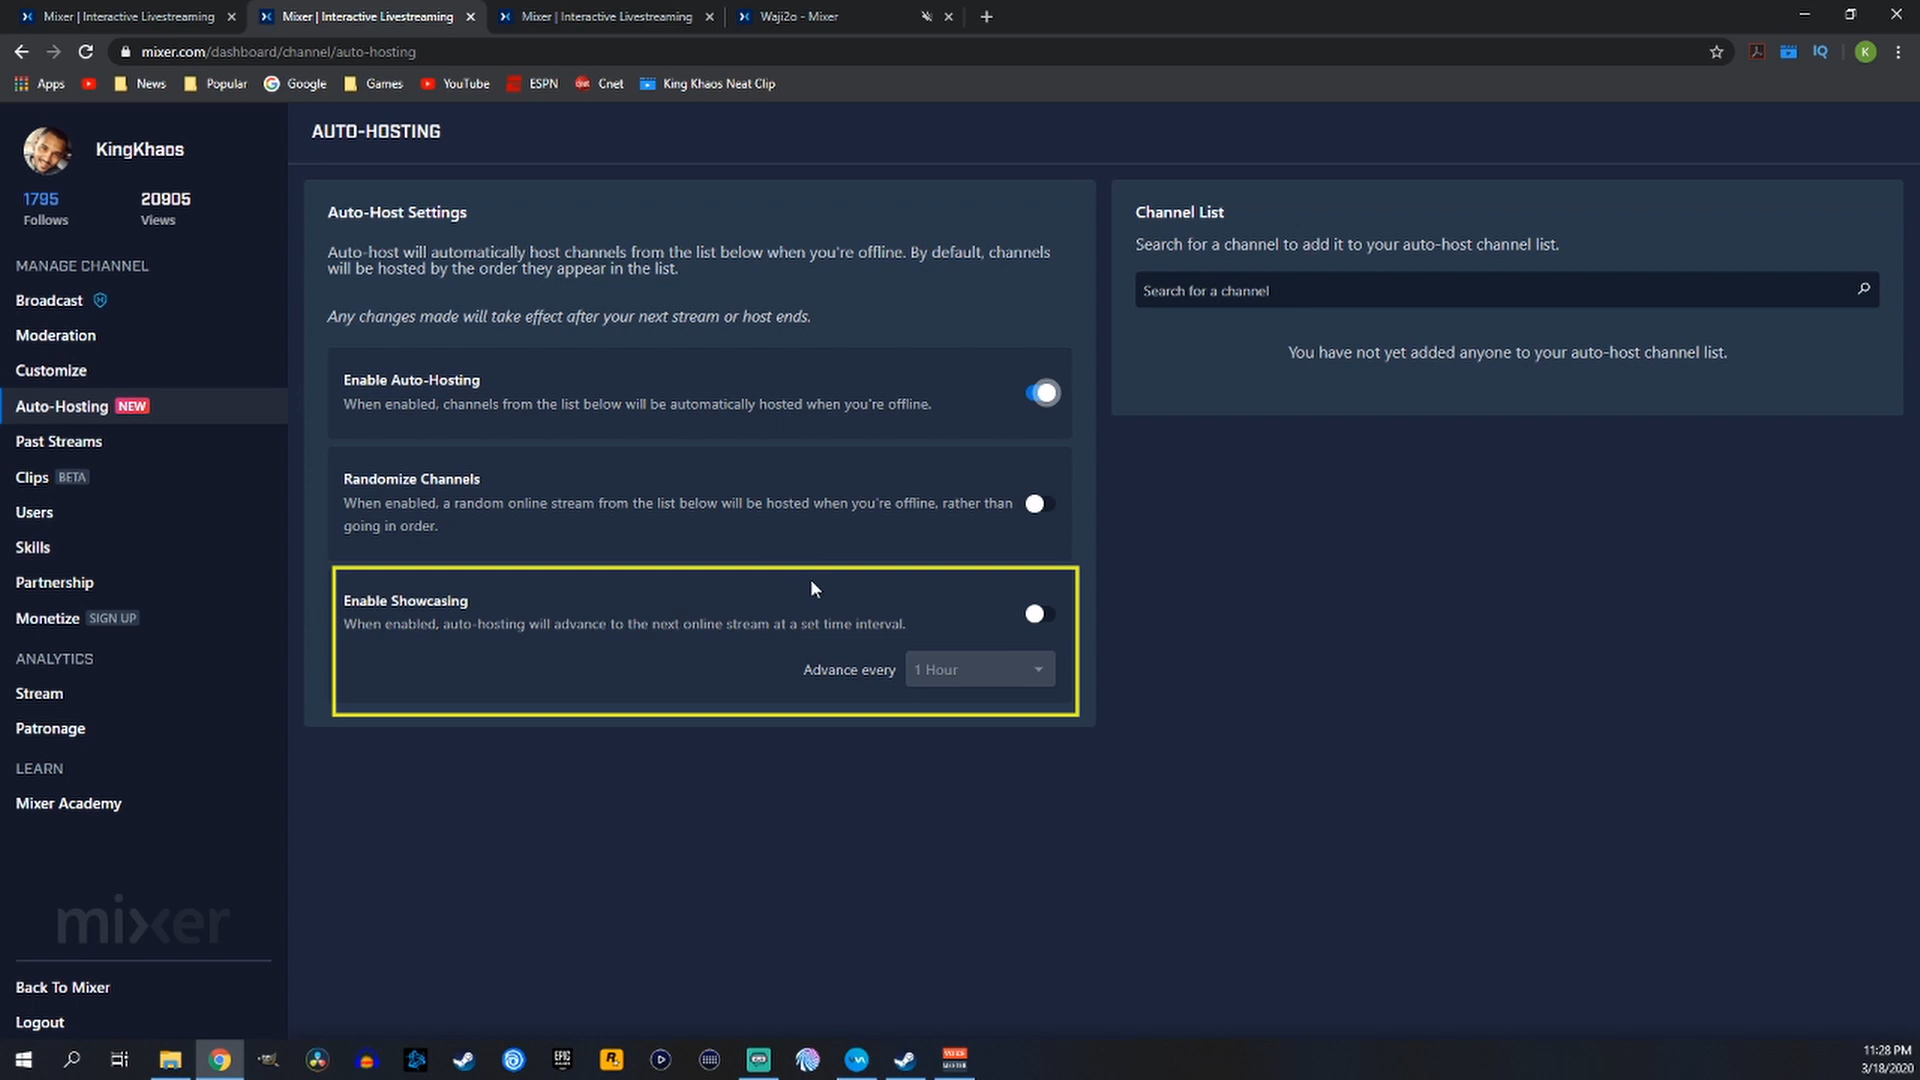 Mixer | Interactive Livestreaming
Mixer | Interactive Livestreaming
Mixer | Interactive Livestreaming
Waji2o - Mixer
mixer.com/dashboard/channel/auto-hosting
IQ
K
Apps
News
Popular
Google
Games
YouTube
ESPN
Cnet
King Khaos Neat Clip
KingKhaos
1795
20905
Follows
Views
MANAGE CHANNEL
Broadcast
Moderation
Customize
Auto-Hosting NEW
Past Streams
Clips BETA
Users
Skills
Partnership
Monetize SIGN UP
ANALYTICS
Stream
Patronage
LEARN
Mixer Academy
mixer
Back To Mixer
Logout
AUTO-HOSTING
Auto-Host Settings
Auto-host will automatically host channels from the list below when you're offline. By default, channels
will be hosted by the order they appear in the list.
Any changes made will take effect after your next stream or host ends.
Enable Auto-Hosting
When enabled, channels from the list below will be automatically hosted when you're offline.
Randomize Channels
When enabled, a random online stream from the list below will be hosted when you're offline, rather than
going in order.
Enable Showcasing
When enabled, auto-hosting will advance to the next online stream at a set time interval.
Advance every
1 Hour
Channel List
Search for a channel to add it to your auto-host channel list.
Search for a channel
You have not yet added anyone to your auto-host channel list.
EPIC
R
11:28 PM
3/18/2020